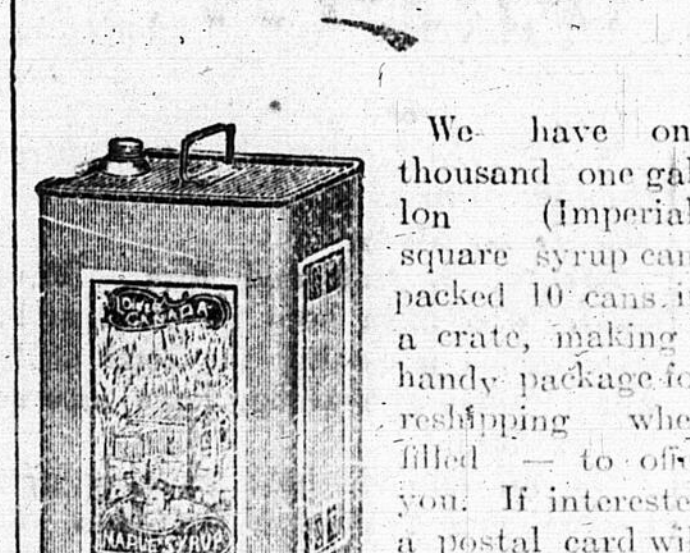 We have on
thousand one gal
lon (Imperial
square syrup can
packed 10 cans i
a crate, making
handy package fo
reshipping whe
filled — to offe
you. If intereste
a postal card wi
CANADA
MAPLE SYRUP